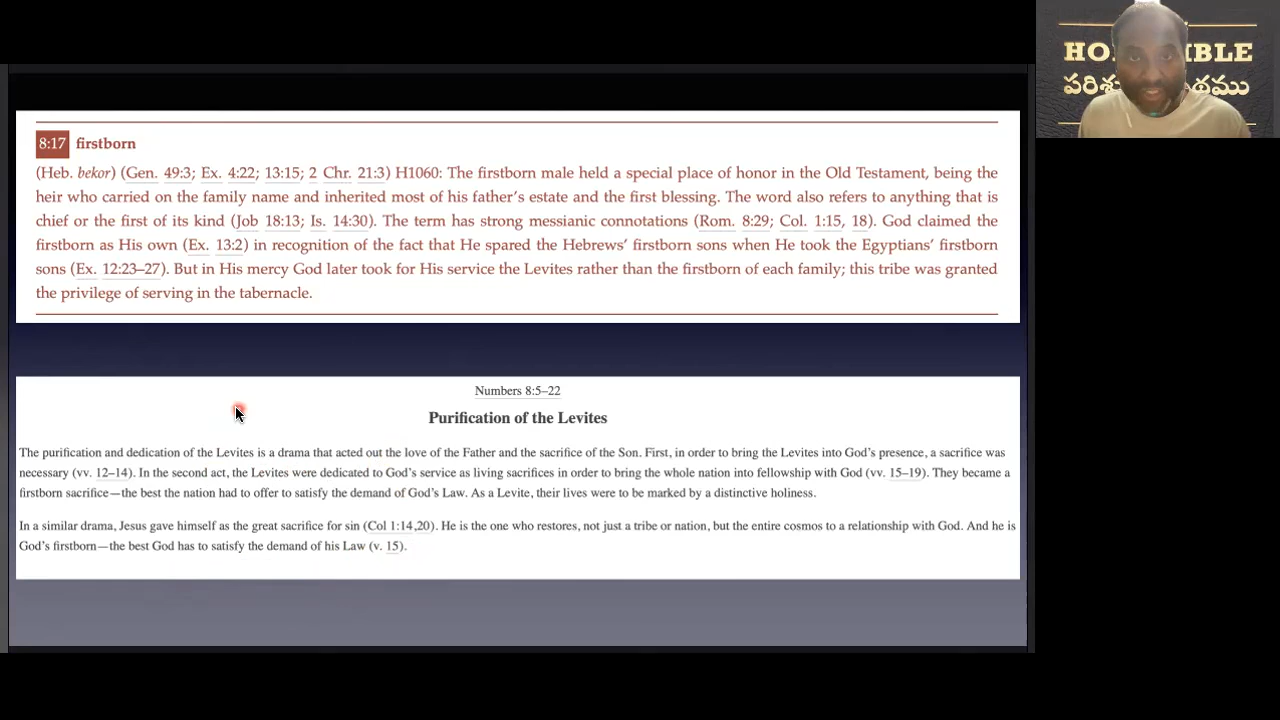 8:17 firstborn
(Heb. bekor) (Gen. 49:3; Ex. 4:22; 13:15; 2 Chr. 21:3) H1060: The firstborn male held a special place of honor in the Old Testament, being the
heir who carried on the family name and inherited most of his father’s estate and the first blessing. The word also refers to anything that is
chief or the first of its kind (Job 18:13; Is. 14:30). The term has strong messianic connotations (Rom. 8:29; Col. 1:15, 18). God claimed the
firstborn as His own (Ex. 13:2) in recognition of the fact that He spared the Hebrews’ firstborn sons when He took the Egyptians’ firstborn
sons (Ex. 12:23–27). But in His mercy God later took for His service the Levites rather than the firstborn of each family; this tribe was granted
the privilege of serving in the tabernacle.
Numbers 8:5–22
Purification of the Levites
The purification and dedication of the Levites is a drama that acted out the love of the Father and the sacrifice of the Son. First, in order to bring the Levites into God’s presence, a sacrifice was
necessary (vv. 12–14). In the second act, the Levites were dedicated to God’s service as living sacrifices in order to bring the whole nation into fellowship with God (vv. 15–19). They became a
firstborn sacrifice—the best the nation had to offer to satisfy the demand of God’s Law. As a Levite, their lives were to be marked by a distinctive holiness.
In a similar drama, Jesus gave himself as the great sacrifice for sin (Col 1:14,20). He is the one who restores, not just a tribe or nation, but the entire cosmos to a relationship with God. And he is
God’s firstborn—the best God has to satisfy the demand of his Law (v. 15).